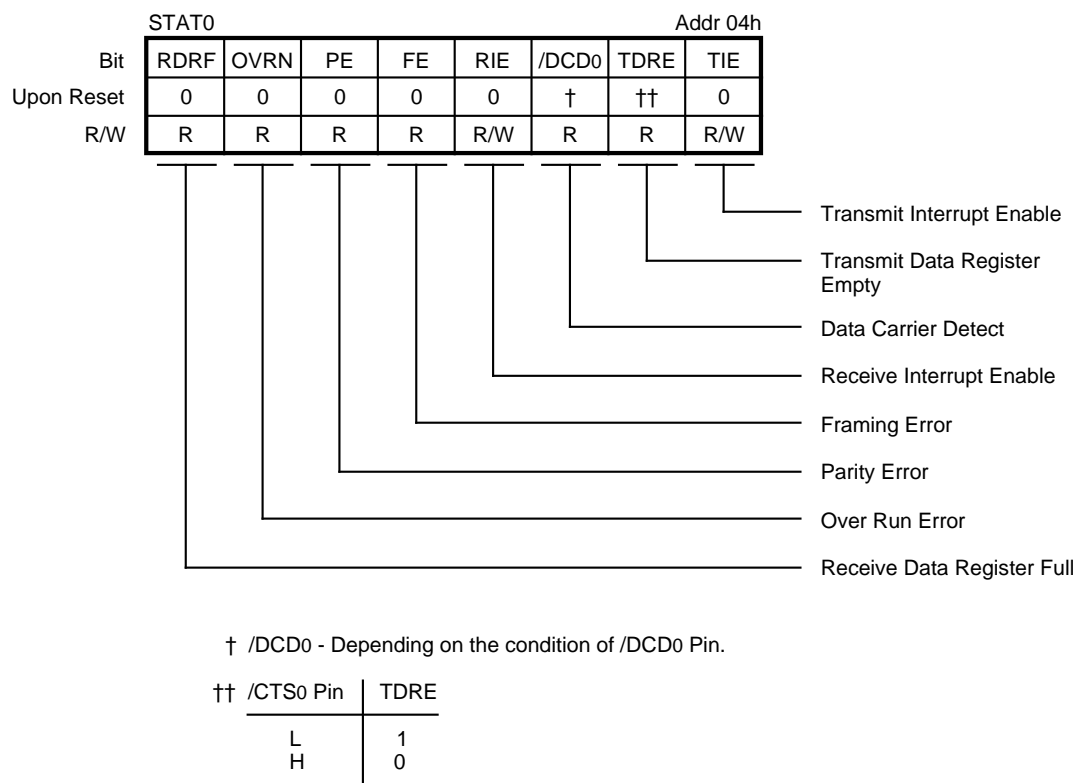 STAT0 Addr 04h
Bit RDRF OVRN PE FE RIE /DCD0 TDRE TIE
Upon Reset 0 0 0 0 0 † †† 0
R/W R R R R R/W R R R/W
Transmit Interrupt Enable
Transmit Data Register
Empty
Data Carrier Detect
Receive Interrupt Enable
Framing Error
Parity Error
Over Run Error
Receive Data Register Full
† /DCD0 - Depending on the condition of /DCD0 Pin.
†† /CTS0 Pin TDRE
L 1
H 0